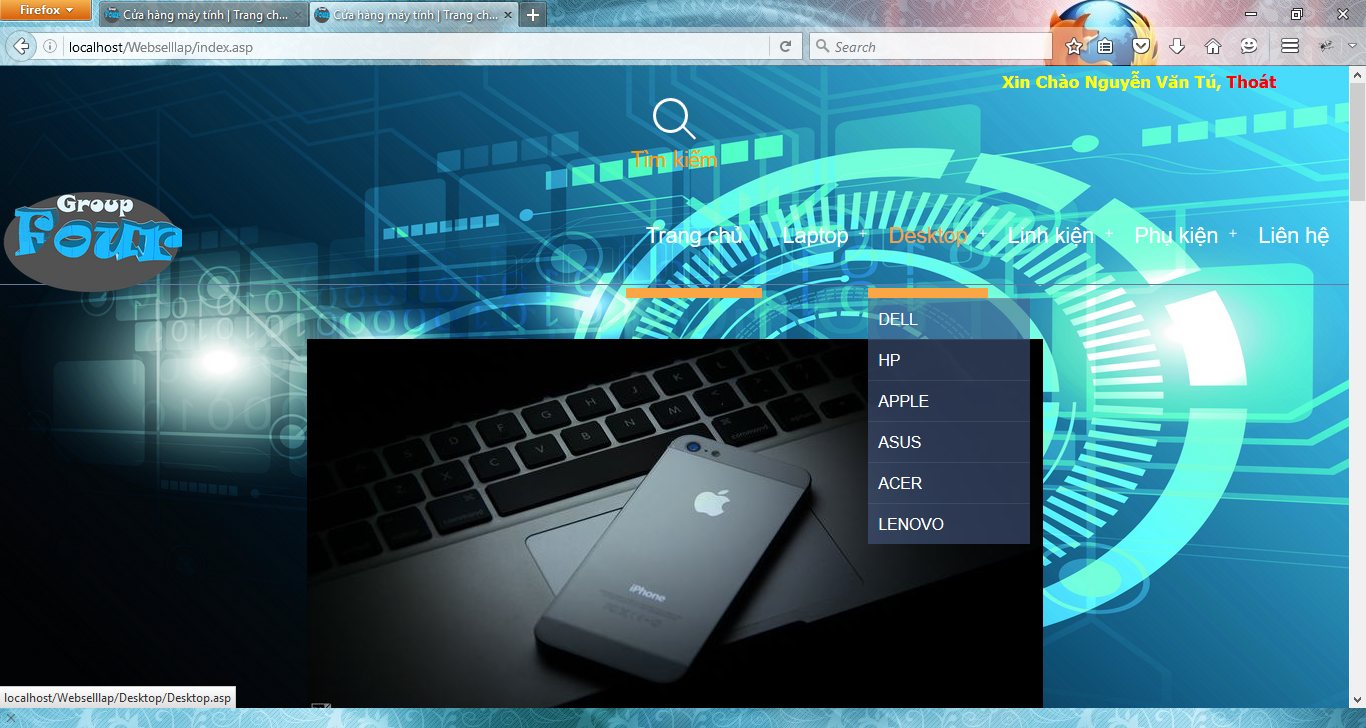 Firefox
Cửa hàng máy tính | Trang ch...
Cửa hàng máy tính | Trang ch...
localhost/Webselllap/index.asp
Search
Xin Chào Nguyễn Văn Tú, Thoát
Tìm kiếm
Group
Four
Trang chủ Laptop + Desktop + Linh kiện + Phụ kiện + Liên hệ
DELL
HP
APPLE
ASUS
ACER
LENOVO
iPhone
localhost/Webselllap/Desktop/Desktop.asp